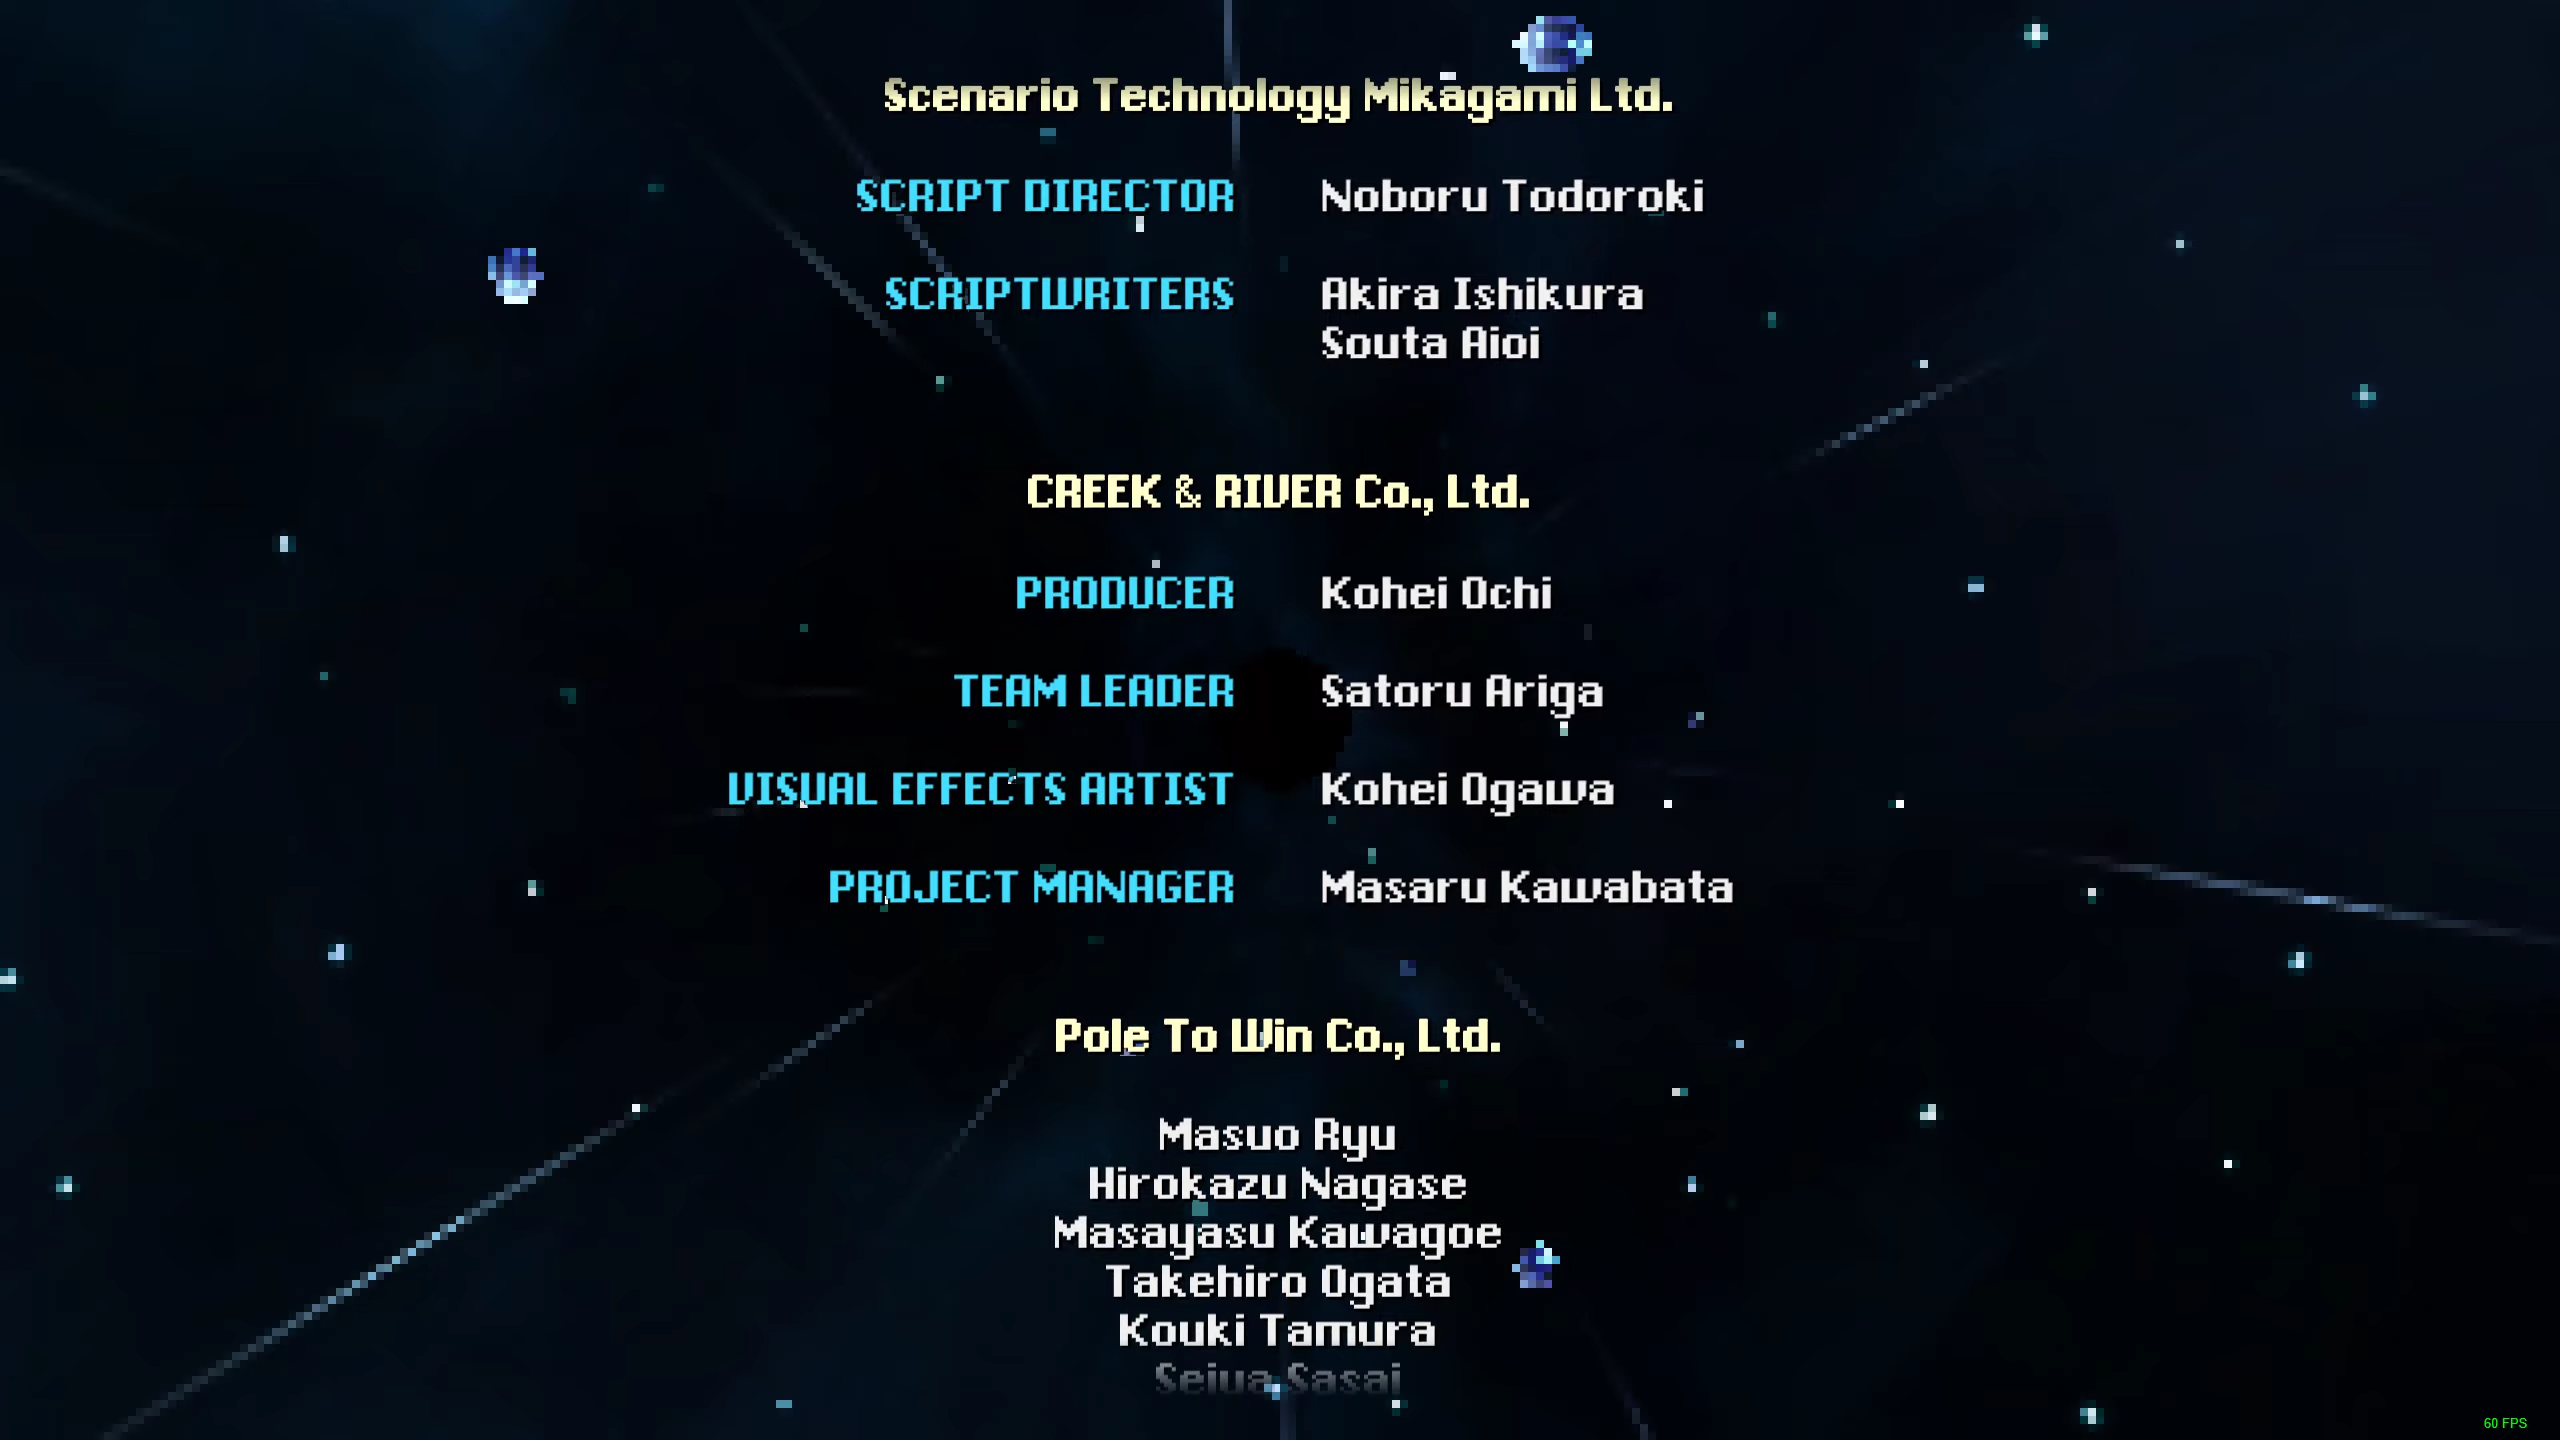 Scenario Technology Mikagami Ltd.
SCRIPT DIRECTOR Noboru Todoroki
SCRIPTWRITERS Akira Ishikura
Souta Aioi
CREEK & RIVER Co., Ltd.
PRODUCER Kohei Ochi
TEAM LEADER Satoru Ariga
VISUAL EFFECTS ARTIST Kohei Ogawa
PROJECT MANAGER Masaru Kawabata
Pole To Win Co., Ltd.
Masuo Ryu
Hirokazu Nagase
Masayasu Kawagoe
Takehiro Ogata
Kouki Tamura
Seiya Sasai
60 FPS